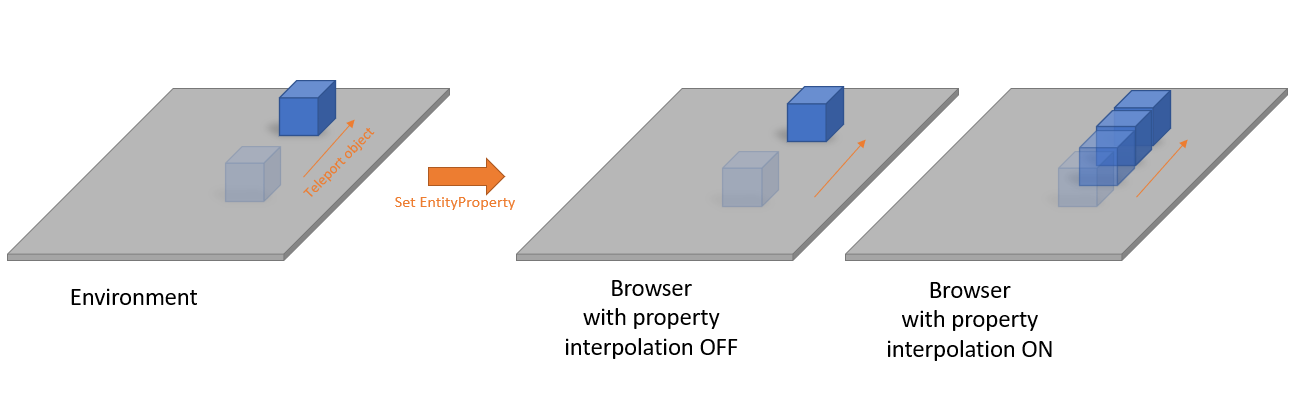 Teleport object
Set EntityProperty
Environment
Browser
with property
interpolation OFF
Browser
with property
interpolation ON